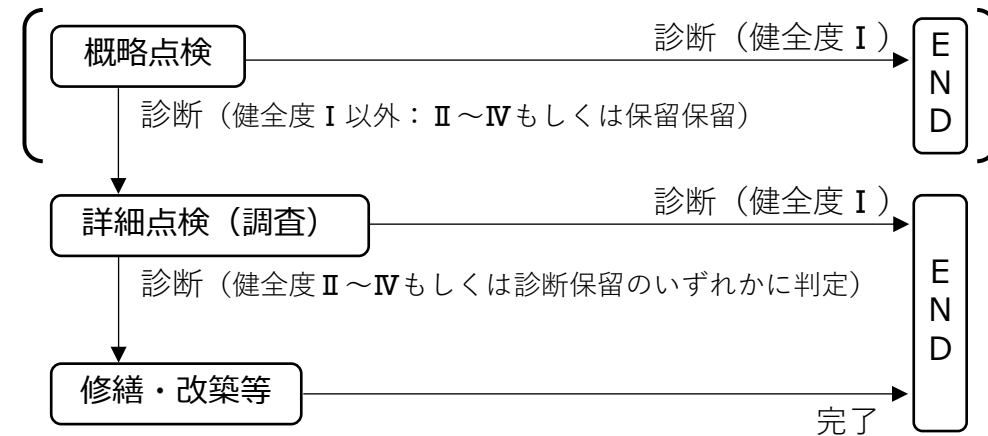 概略点検
診断（健全度Ⅰ）
END
診断（健全度Ⅰ以外：Ⅱ～Ⅳもしくは保留保留）
詳細点検（調査）
診断（健全度Ⅰ）
END
診断（健全度Ⅱ～Ⅳもしくは診断保留のいずれかに判定）
修繕・改築等
完了